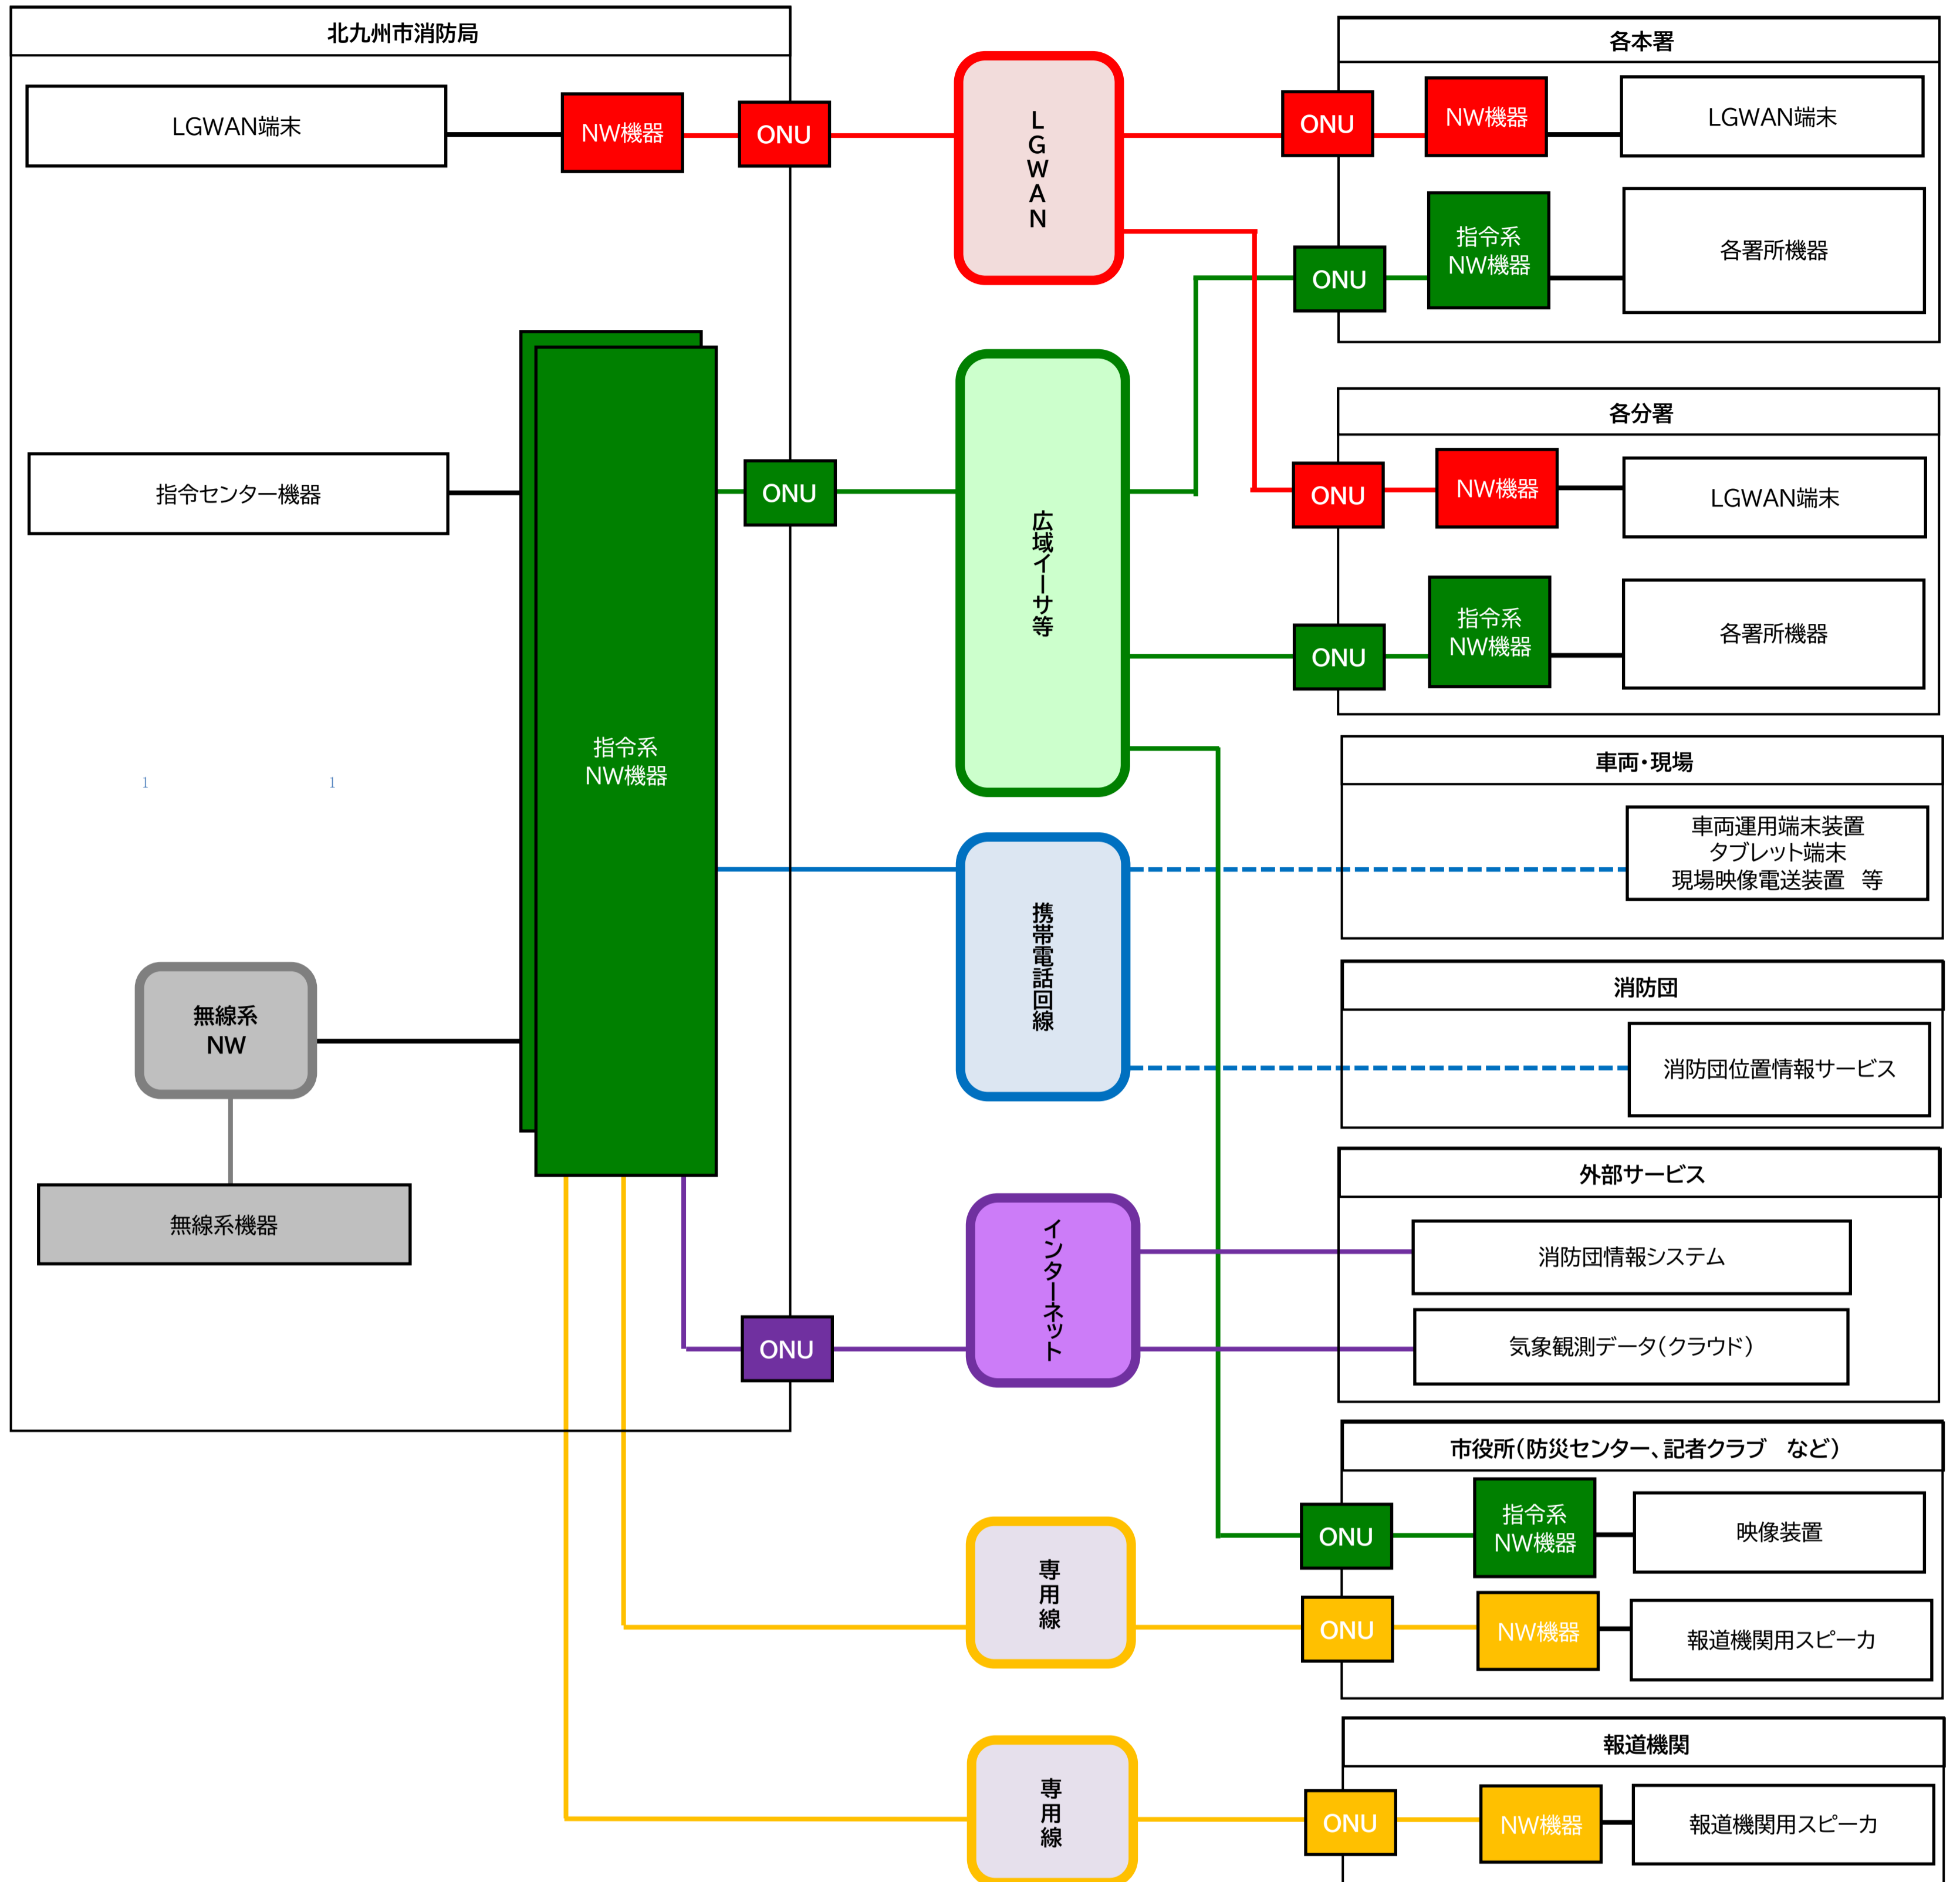 北九州市消防局
LGWAN端末
NW機器
ONU
指令センター機器
指令系
NW機器
ONU
1
1
無線系
NW
無線系機器
ONU
LGWAN
広域イーサ等
携帯電話回線
インターネット
専用線
専用線
各本署
ONU
NW機器
LGWAN端末
ONU
指令系
NW機器
各署所機器
各分署
ONU
NW機器
LGWAN端末
ONU
指令系
NW機器
各署所機器
車両・現場
車両運用端末装置
タブレット端末
現場映像電送装置　等
消防団
消防団位置情報サービス
外部サービス
消防団情報システム
気象観測データ（クラウド）
市役所（防災センター、記者クラブ　など）
ONU
指令系
NW機器
映像装置
ONU
NW機器
報道機関用スピーカ
報道機関
ONU
NW機器
報道機関用スピーカ